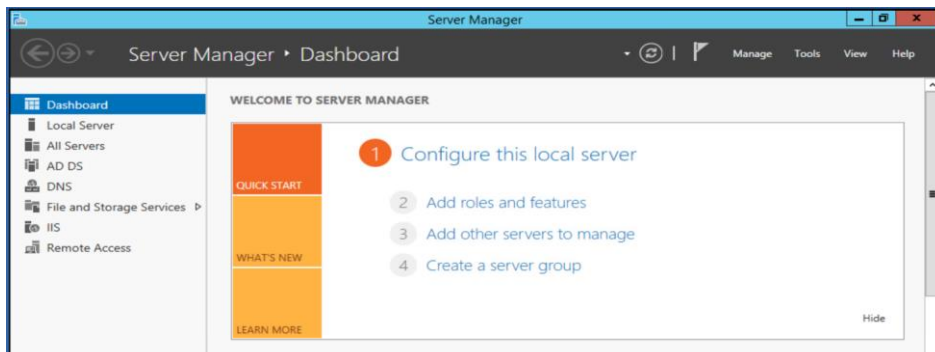 Server Manager
Server Manager ‣ Dashboard
Manage Tools View Help
Dashboard
Local Server
All Servers
AD DS
DNS
File and Storage Services
IIS
Remote Access
WELCOME TO SERVER MANAGER
QUICK START
WHAT'S NEW
LEARN MORE
1 Configure this local server
2 Add roles and features
3 Add other servers to manage
4 Create a server group
Hide